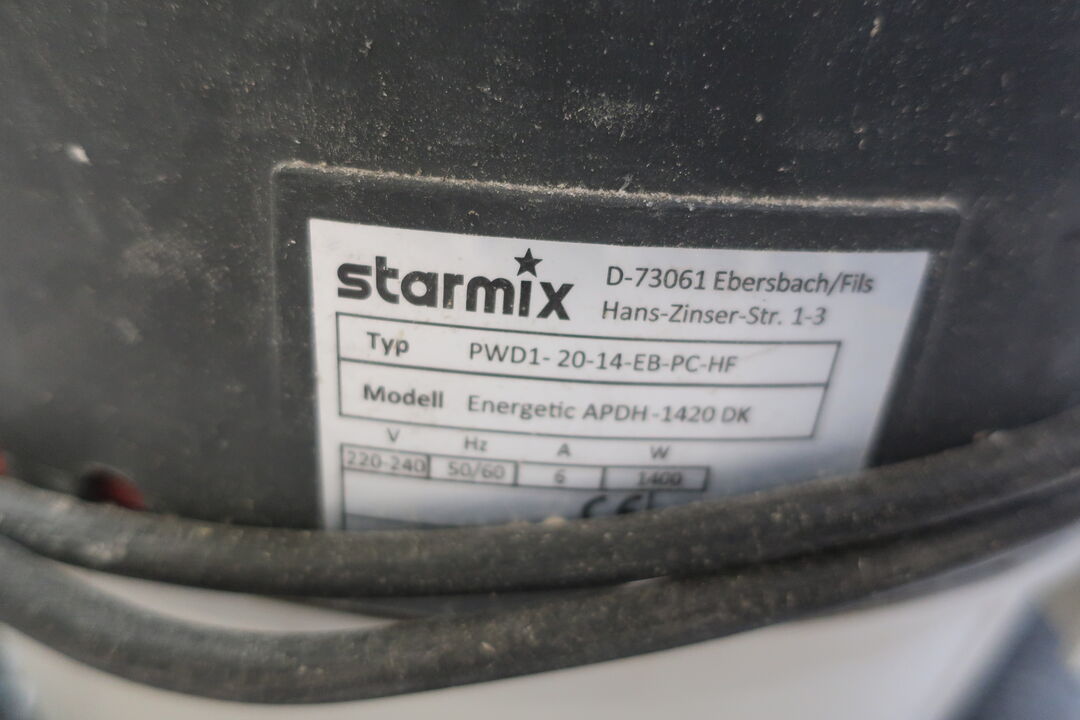 starmix
D-73061 Ebersbach/Fils
Hans-Zinser-Str. 1-3
Typ PWD1- 20-14-EB-PC-HF
Modell Energetic APDH -1420 DK
V Hz A W
220-240 50/60 6 1400
CE